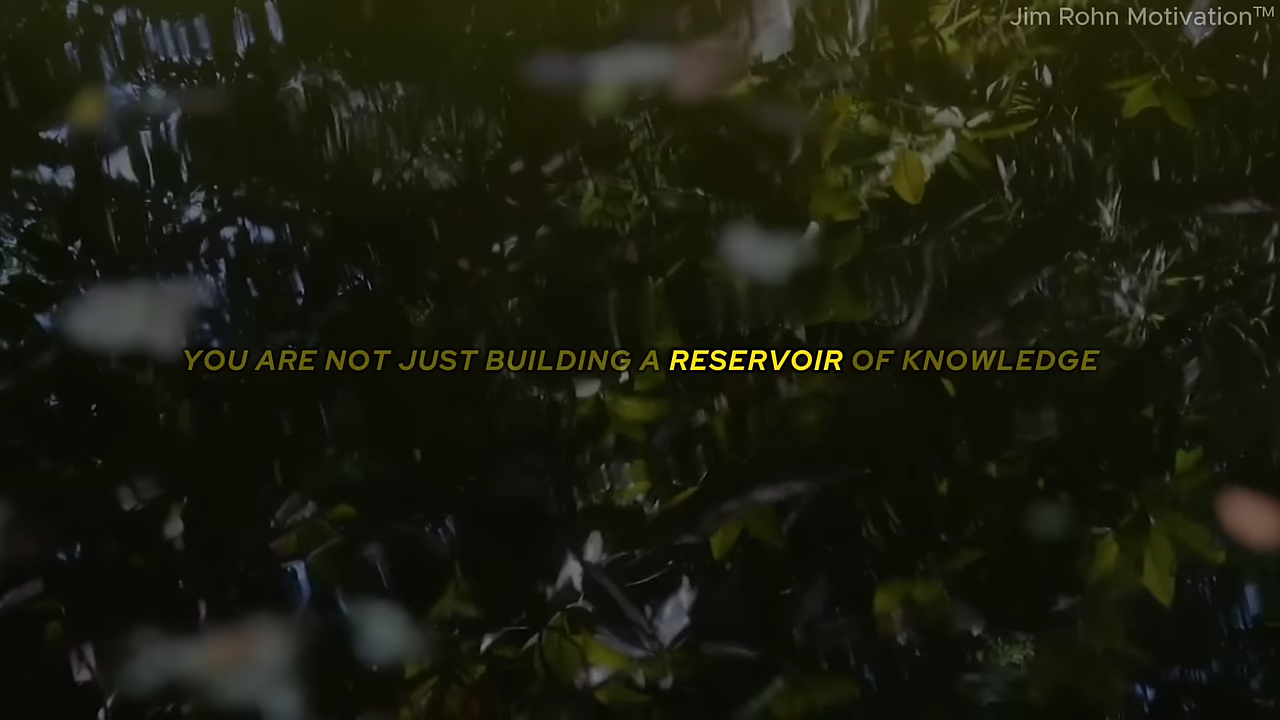 Jim Rohn Motivation™
YOU ARE NOT JUST BUILDING A RESERVOIR OF KNOWLEDGE